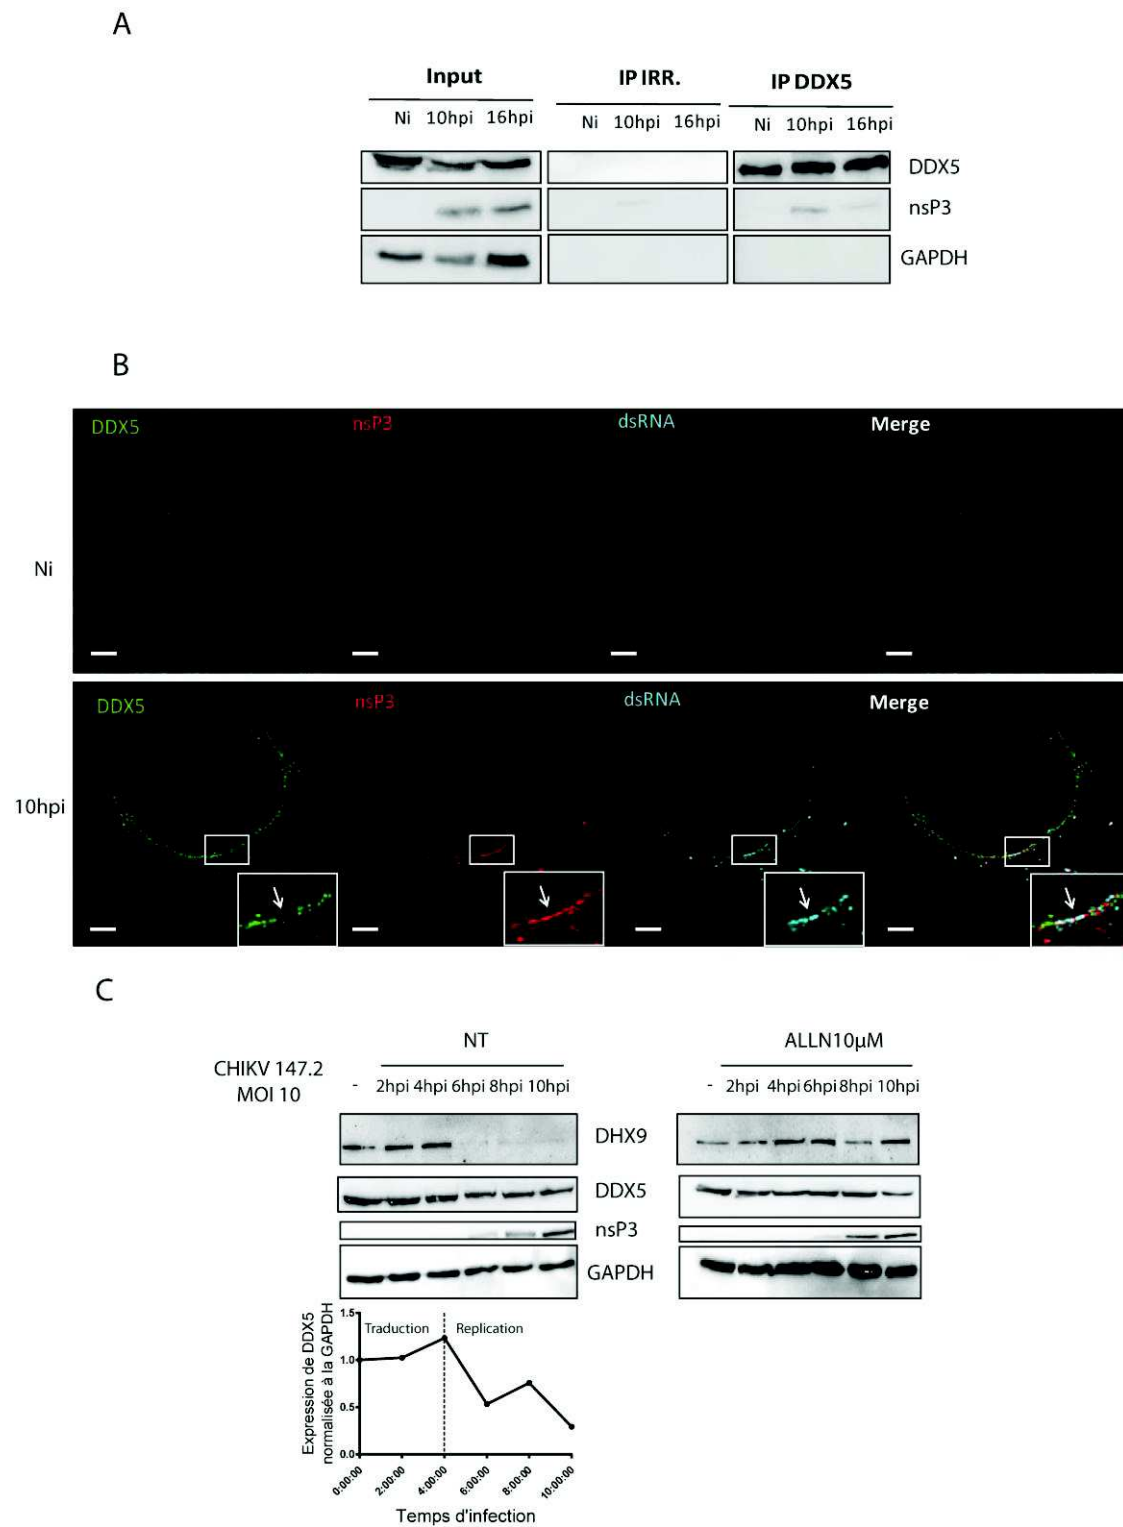 A
Input IP IRR. IP DDX5
Ni 10hpi 16hpi Ni 10hpi 16hpi Ni 10hpi 16hpi
DDX5
nsP3
GAPDH
B
DDX5 nsP3 dsRNA Merge
Ni
DDX5 nsP3 dsRNA Merge
10hpi
C
NT ALLN10µM
CHIKV 147.2
MOI 10
- 2hpi 4hpi 6hpi 8hpi 10hpi - 2hpi 4hpi 6hpi 8hpi 10hpi
DHX9
DDX5
nsP3
GAPDH
Expression de DDX5
normalisée à la GAPDH
1.5
1.0
0.5
0.0
Traduction Replication
0:00:00 2:00:00 4:00:00 6:00:00 8:00:00 10:00:00
Temps d'infection